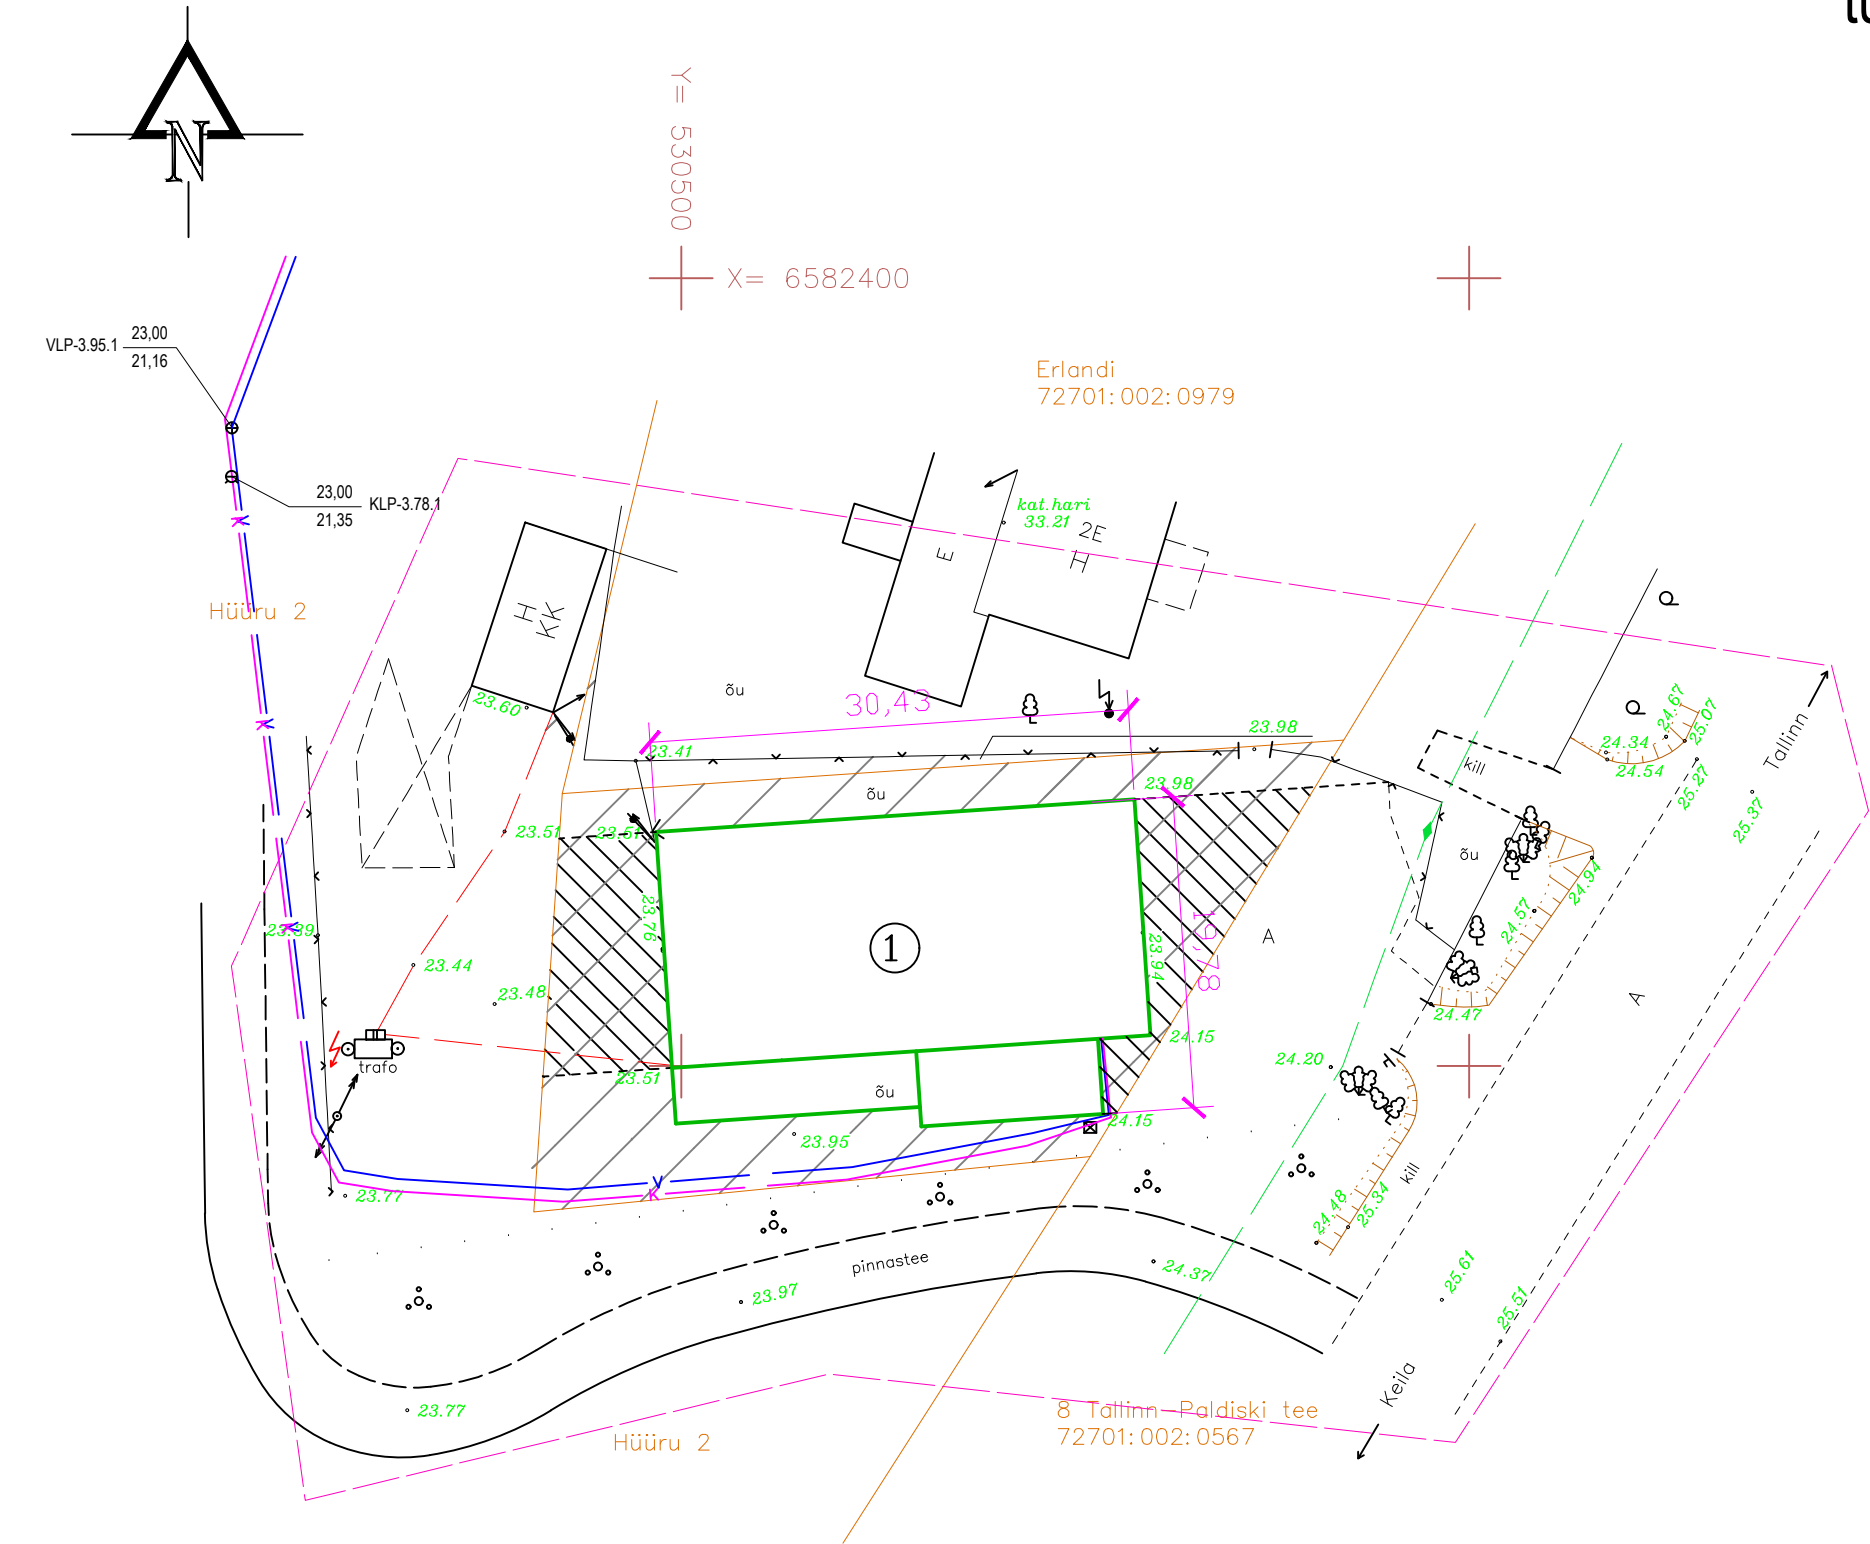 N
Y= 530500
X= 6582400
VLP-3.95.1
23,00
21,16
23,00
21,35
KLP-3.78.1
Erlandi
72701:002:0979
kat.hari
33.21
2E
H
E
H
KK
K
V
Hüüru 2
23.60
õu
30,43
23.41
23.98
23.98
õu
23.51
23.51
23.76
1
19,78
23.94
A
K
V
23.39
K
V
23.44
23.48
trafo
23.51
õu
24.15
24.15
23.95
24.20
V
K
23.77
pinnastee
23.97
24.37
23.77
Hüüru 2
8 Tallinn-Paldiski tee
72701:002:0567
kill
õu
24.67
25.07
24.34
24.54
25.27
25.37
Tallinn
24.94
24.57
24.47
A
kill
24.48
25.34
25.61
25.51
Keila